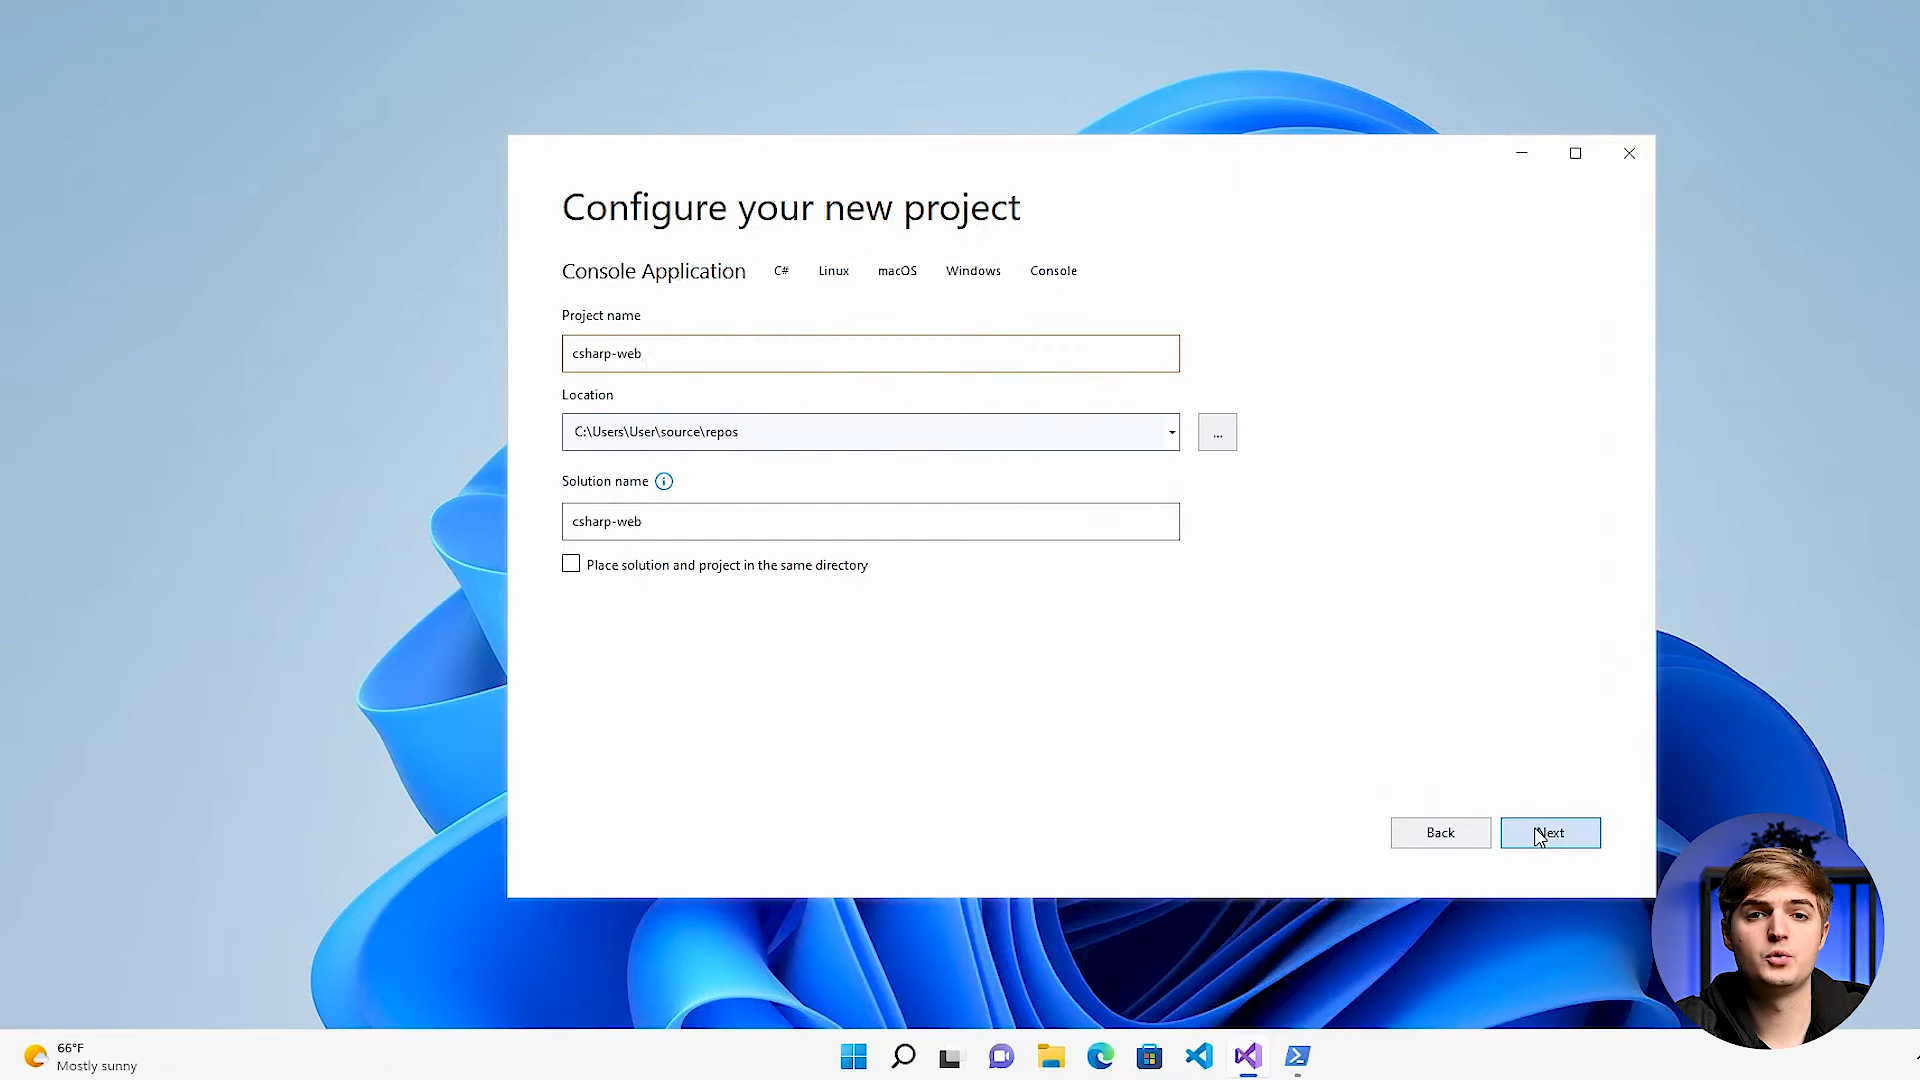 Configure your new project
Console Application C# Linux macOS Windows Console
Project name
csharp-web
Location
C:\Users\User\source\repos
...
Solution name
csharp-web
Place solution and project in the same directory
Back
Next
66°F
Mostly sunny